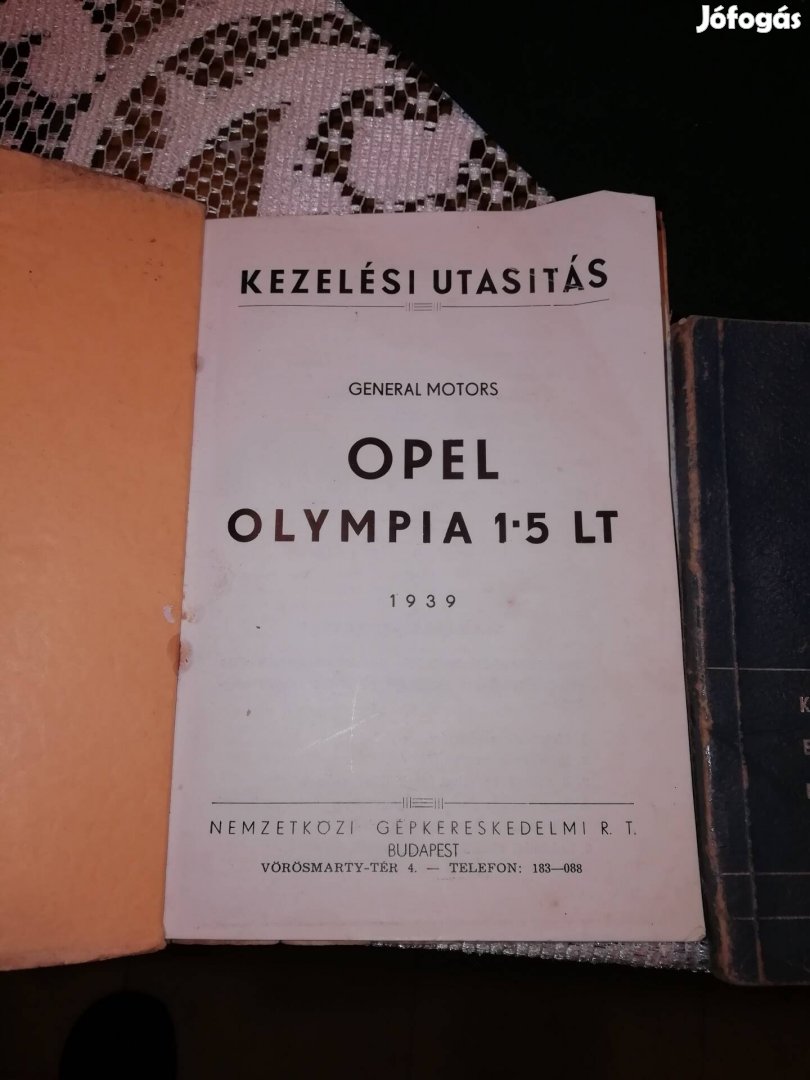 Jófogás
KEZELÉSI UTASITÁS
GENERAL MOTORS
OPEL
OLYMPIA 1·5 LT
1939
NEMZETKÖZI GÉPKERESKEDELMI R. T.
BUDAPEST
VÖRÖSMARTY-TÉR 4. — TELEFON: 183—088
K